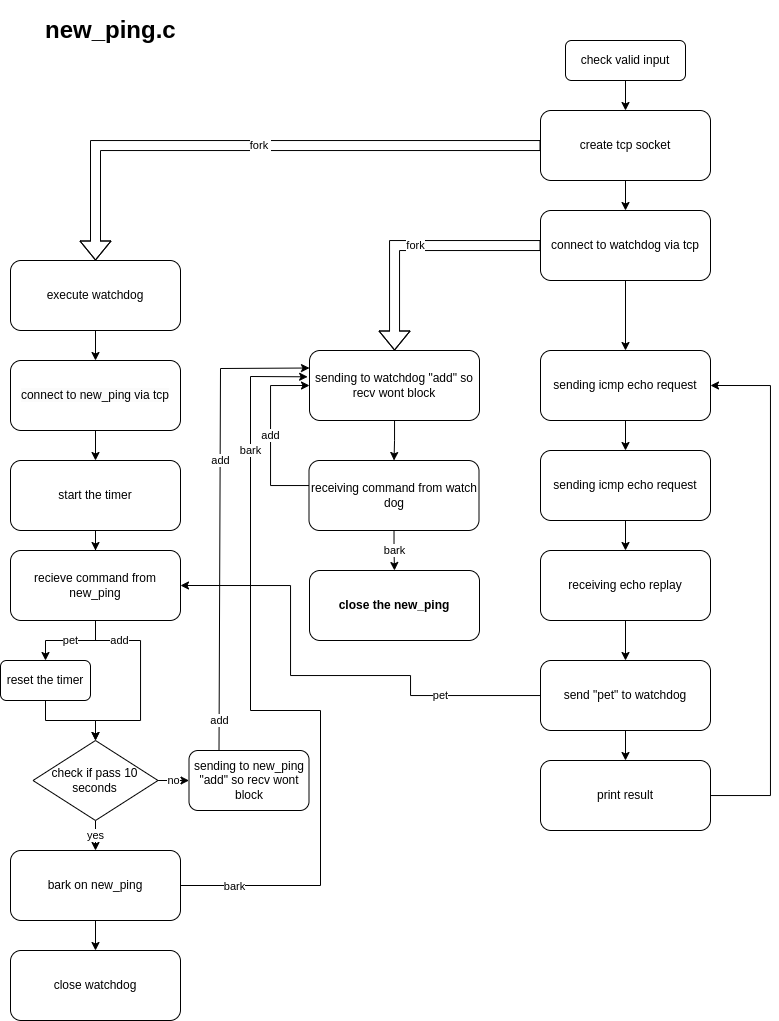 new_ping.c
check valid input
create tcp socket
fork
connect to watchdog via tcp
fork
execute watchdog
connect to new_ping via tcp
start the timer
recieve command from
new_ping
pet
add
reset the timer
check if pass 10
seconds
no
sending to new_ping
"add" so recv wont
block
add
add
yes
bark on new_ping
bark
bark
close watchdog
sending to watchdog "add" so
recv wont block
add
receiving command from watch
dog
bark
close the new_ping
sending icmp echo request
sending icmp echo request
receiving echo replay
send "pet" to watchdog
pet
print result